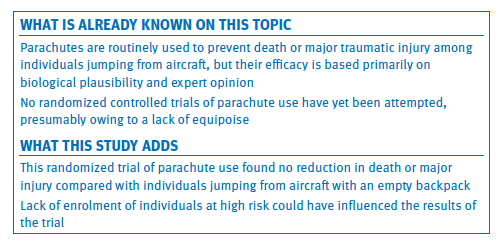 WHAT IS ALREADY KNOWN ON THIS TOPIC
Parachutes are routinely used to prevent death or major traumatic injury among
individuals jumping from aircraft, but their efficacy is based primarily on
biological plausibility and expert opinion
No randomized controlled trials of parachute use have yet been attempted,
presumably owing to a lack of equipoise
WHAT THIS STUDY ADDS
This randomized trial of parachute use found no reduction in death or major
injury compared with individuals jumping from aircraft with an empty backpack
Lack of enrolment of individuals at high risk could have influenced the results of
the trial